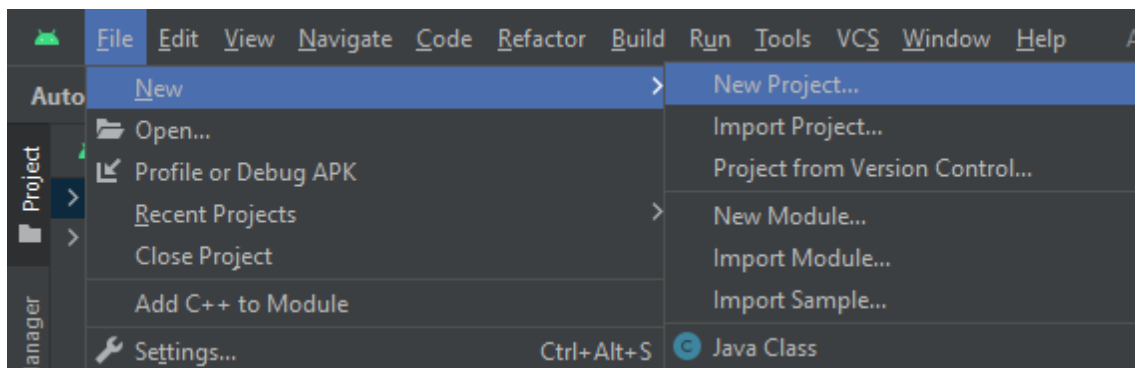 File Edit View Navigate Code Refactor Build Run Tools VCS Window Help
Auto
New
Open...
Profile or Debug APK
Recent Projects
Close Project
Add C++ to Module
Settings... Ctrl+Alt+S
New Project...
Import Project...
Project from Version Control...
New Module...
Import Module...
Import Sample...
C Java Class
Project